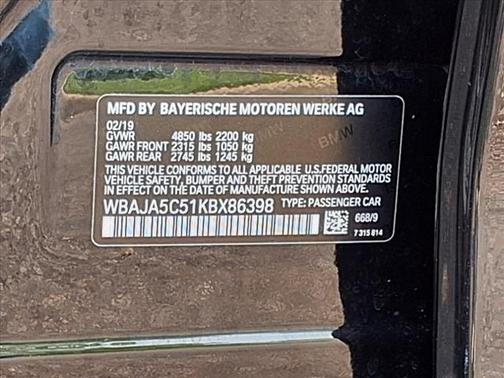 MFD BY BAYERISCHE MOTOREN WERKE AG
02/19
GVWR 4850 lbs 2200 kg
GAWR FRONT 2315 lbs 1050 kg
GAWR REAR 2745 lbs 1245 kg
THIS VEHICLE CONFORMS TO ALL APPLICABLE U.S.FEDERAL MOTOR
VEHICLE SAFETY, BUMPER AND THEFT PREVENTION STANDARDS IN
EFFECT ON THE DATE OF MANUFACTURE SHOWN ABOVE.
WBAJA5C51KBX86398 TYPE: PASSENGER CAR
668/9
7 315 814
BMW